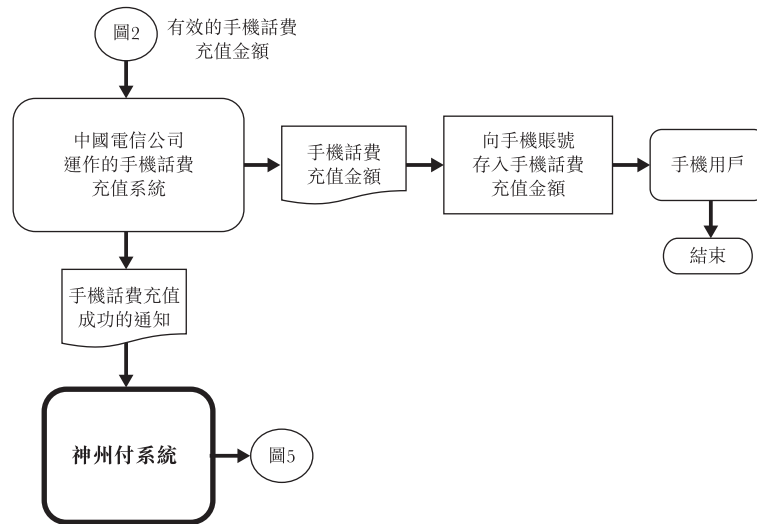 圖2
有效的手機話費
充值金額
中國電信公司
運作的手機話費
充值系統
手機話費
充值金額
向手機賬號
存入手機話費
充值金額
手機用戶
結束
手機話費充值
成功的通知
神州付系統
圖5